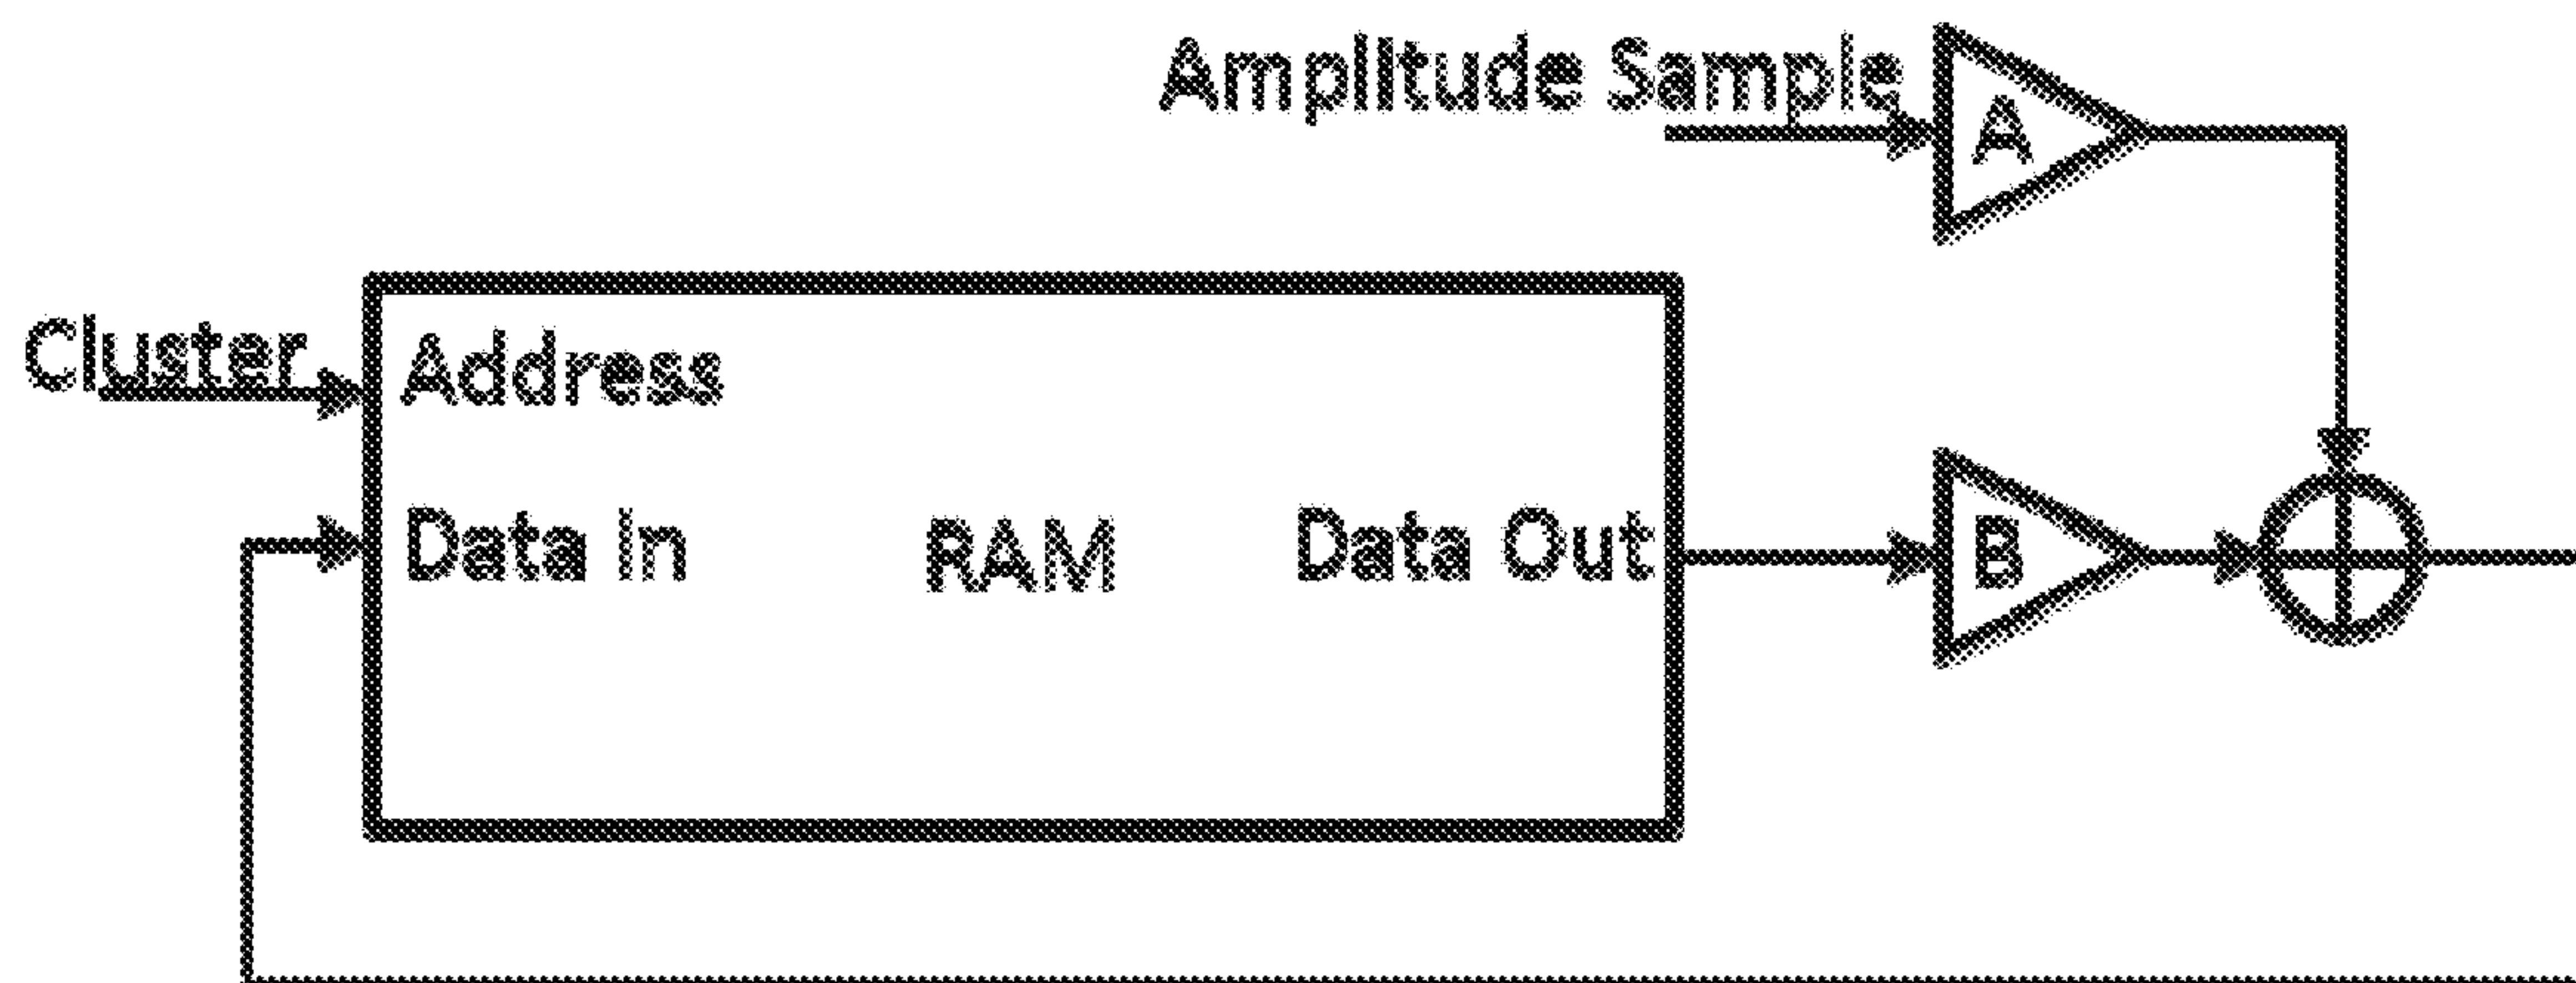 Amplitude Sample
A
Cluster
Address
Data In
RAM
Data Out
B